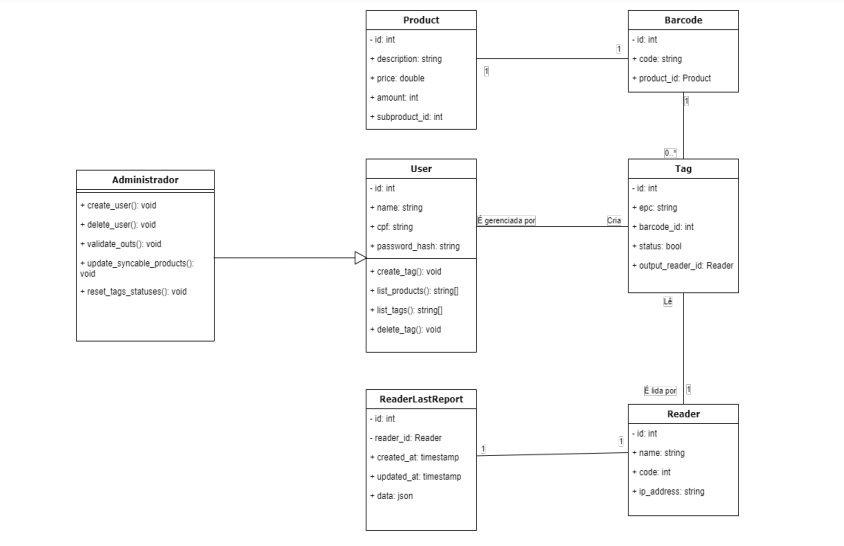 Product
- id: int
+ description: string
+ price: double
+ amount: int
+ subproduct_id: int
1
1
Barcode
- id: int
+ code: string
+ product_id: Product
1
0..*
Administrador
+ create_user(): void
+ delete_user(): void
+ validate_outs(): void
+ update_syncable_products():
void
+ reset_tags_statuses(): void
User
- id: int
+ name: string
+ cpf: string
+ password_hash: string
+ create_tag(): void
+ list_products(): string[]
+ list_tags(): string[]
+ delete_tag(): void
É gerenciada por
Cria
Tag
- id: int
+ epc: string
+ barcode_id: int
+ status: bool
+ output_reader_id: Reader
Lê
É lida por
1
ReaderLastReport
- id: int
- reader_id: Reader
+ created_at: timestamp
+ updated_at: timestamp
+ data: json
1
1
Reader
- id: int
+ name: string
+ code: int
+ ip_address: string